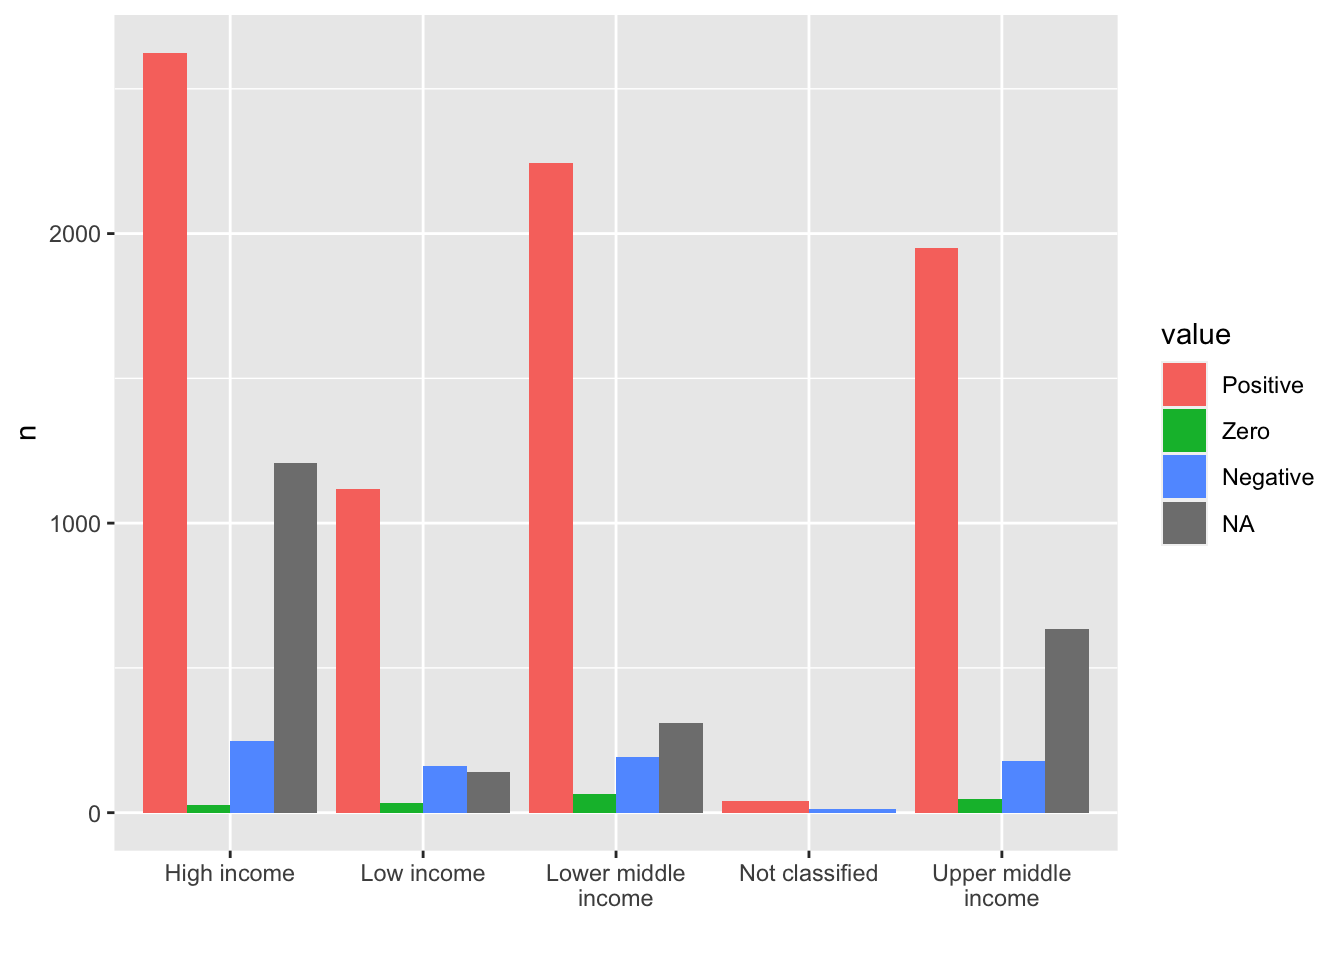 n
2000
1000
0
High income
Low income
Lower middle
income
Not classified
Upper middle
income
value
Positive
Zero
Negative
NA